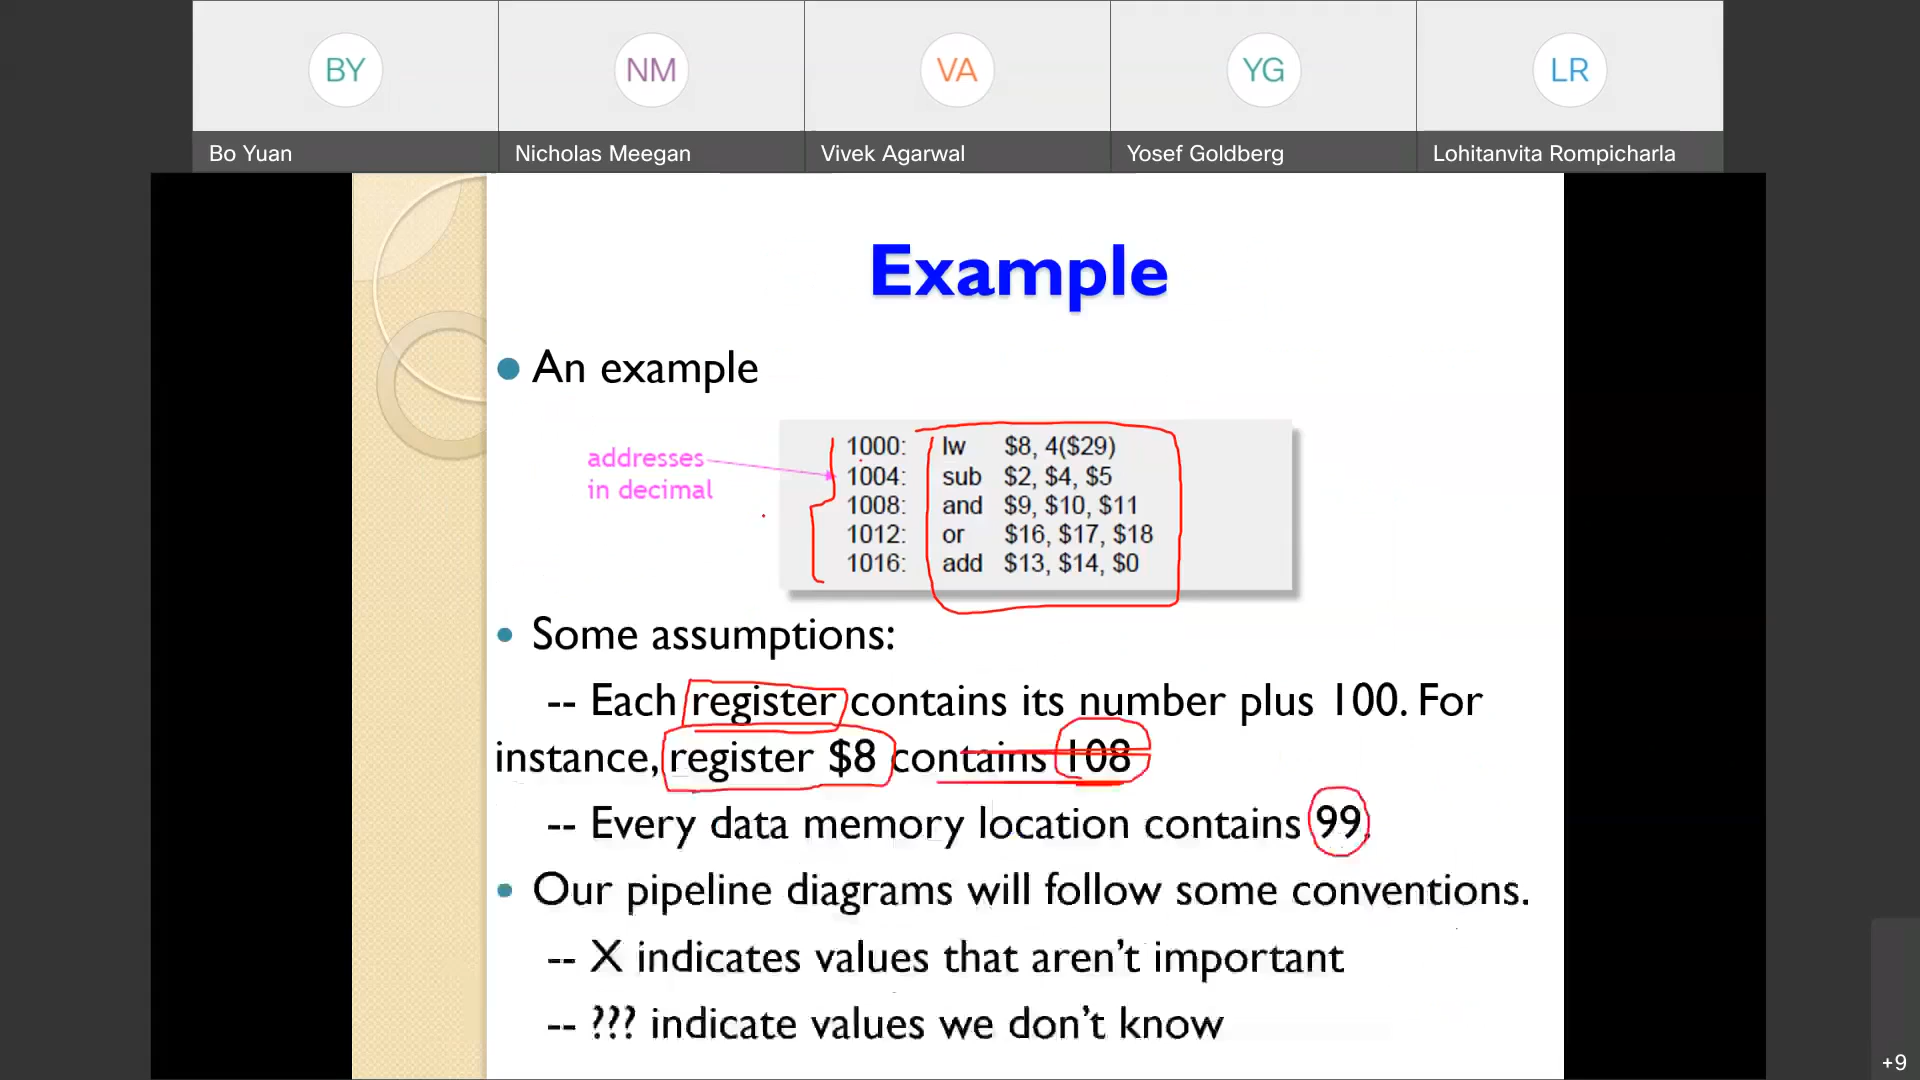 BY
NM
VA
YG
LR
Bo Yuan
Nicholas Meegan
Vivek Agarwal
Yosef Goldberg
Lohitanvita Rompicharla
Example
An example
addresses
in decimal
1000: lw $8, 4($29)
1004: sub $2, $4, $5
1008: and $9, $10, $11
1012: or $16, $17, $18
1016: add $13, $14, $0
Some assumptions:
-- Each register contains its number plus 100. For
instance, register $8 contains 108
-- Every data memory location contains 99.
Our pipeline diagrams will follow some conventions.
-- X indicates values that aren't important
-- ??? indicate values we don't know
+9